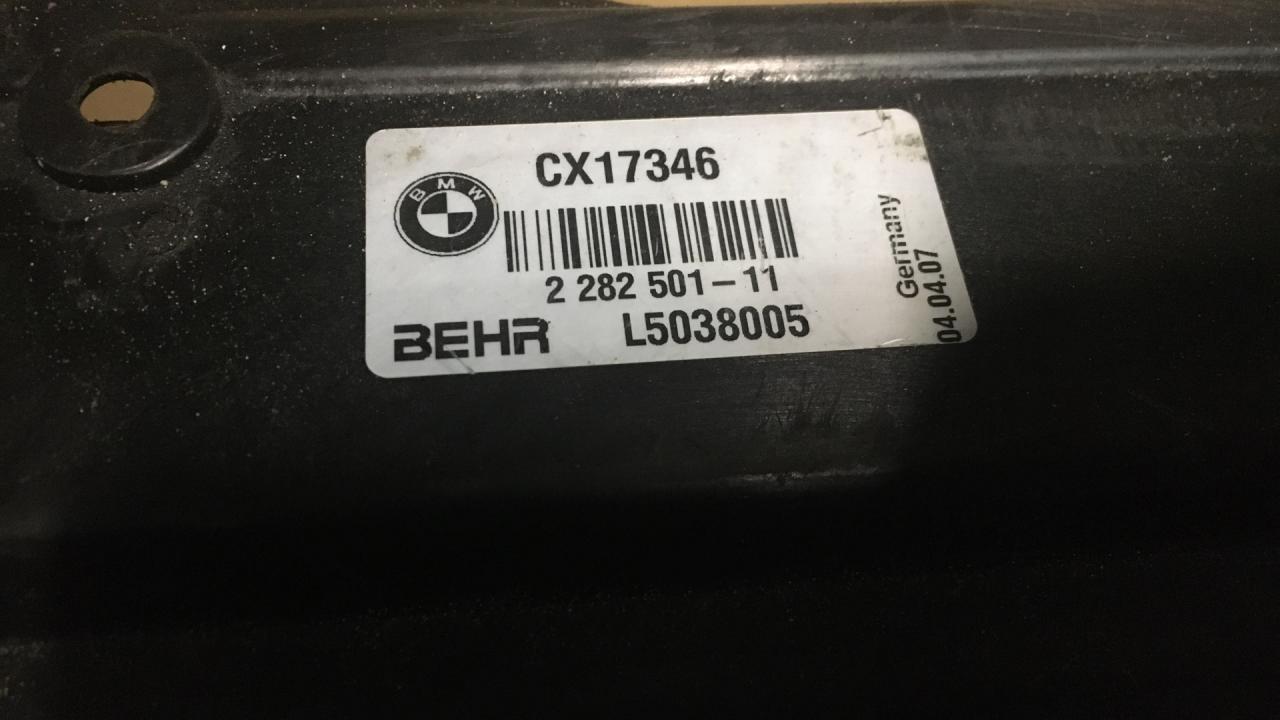 CX17346
BMW
2 282 501-11
BEHR L5038005
Germany
04.04.07